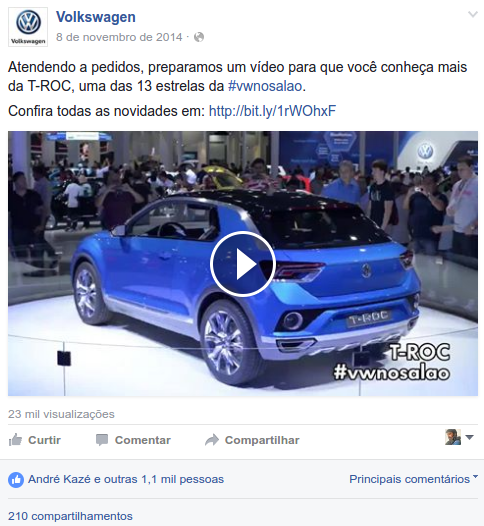 Volkswagen
8 de novembro de 2014 ·
Volkswagen
Atendendo a pedidos, preparamos um vídeo para que você conheça mais
da T-ROC, uma das 13 estrelas da #vwnosalao.
Confira todas as novidades em: http://bit.ly/1rWOhxF
T-ROC
T-ROC
#vwnosalao
23 mil visualizações
Curtir Comentar Compartilhar
André Kazé e outras 1,1 mil pessoas Principais comentários
210 compartilhamentos